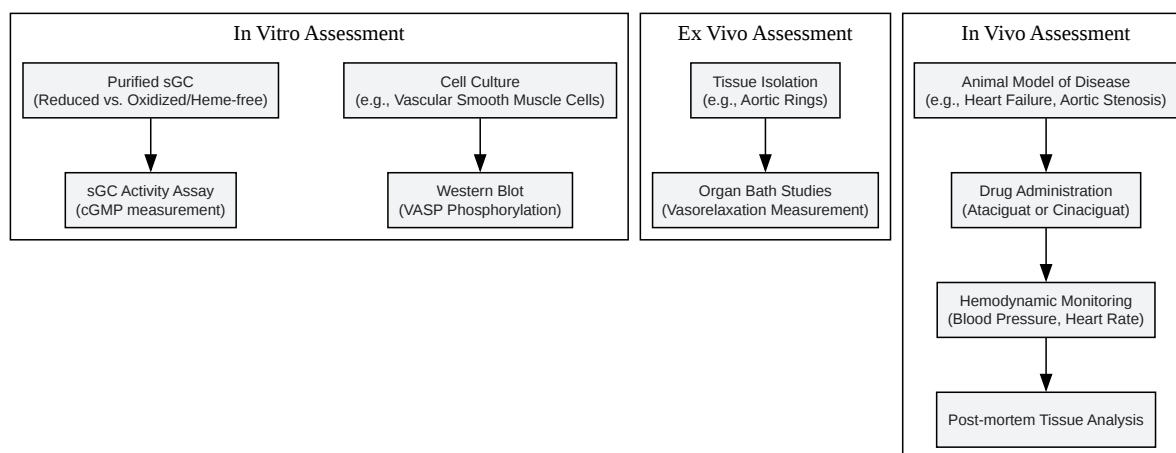 In Vitro Assessment
Purified sGC
(Reduced vs. Oxidized/Heme-free)
sGC Activity Assay
(cGMP measurement)
Cell Culture
(e.g., Vascular Smooth Muscle Cells)
Western Blot
(VASP Phosphorylation)
Ex Vivo Assessment
Tissue Isolation
(e.g., Aortic Rings)
Organ Bath Studies
(Vasorelaxation Measurement)
In Vivo Assessment
Animal Model of Disease
(e.g., Heart Failure, Aortic Stenosis)
Drug Administration
(Ataciguat or Cinaciguat)
Hemodynamic Monitoring
(Blood Pressure, Heart Rate)
Post-mortem Tissue Analysis